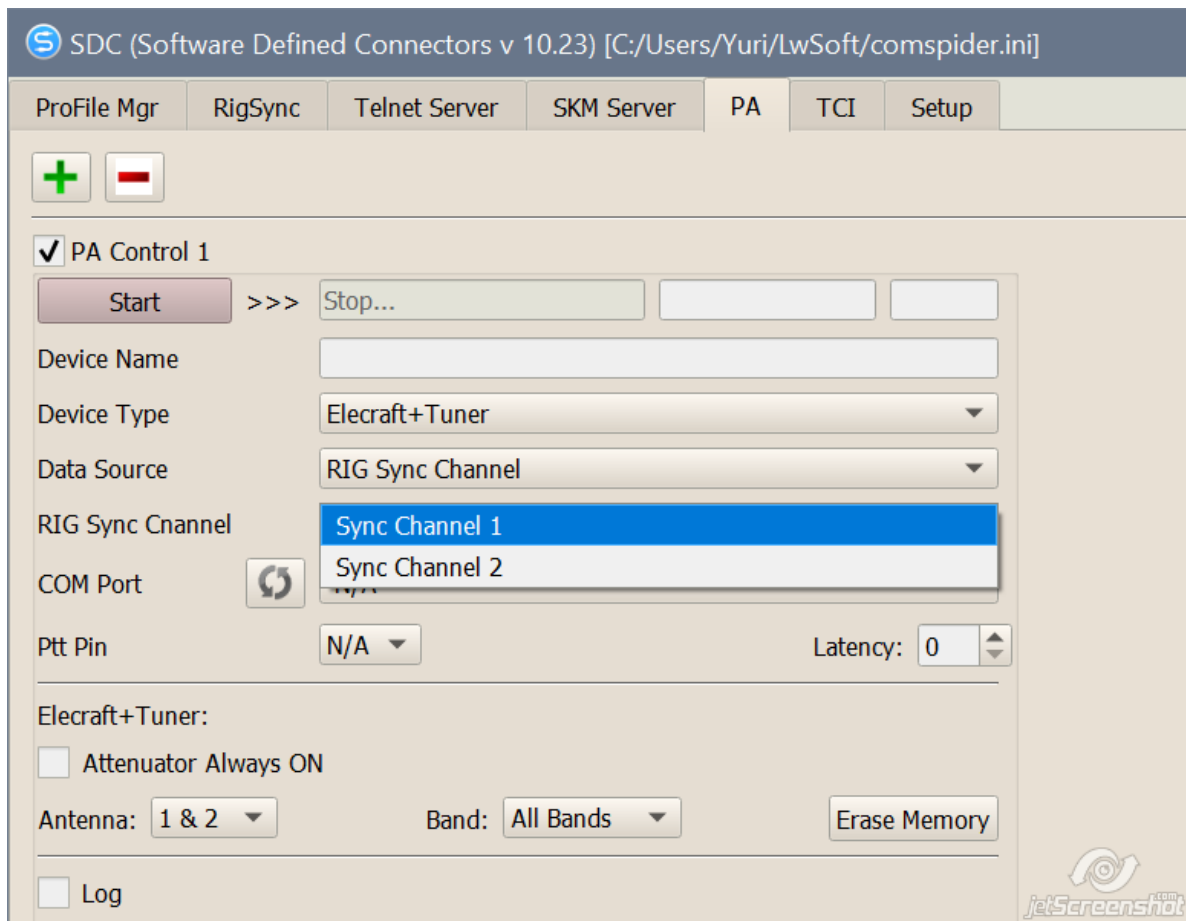 SDC (Software Defined Connectors v 10.23) [C:/Users/Yuri/LwSoft/comspider.ini]
ProFile Mgr RigSync Telnet Server SKM Server PA TCI Setup
PA Control 1
Start >>> Stop...
Device Name
Device Type Elecraft+Tuner
Data Source RIG Sync Channel
RIG Sync Cnannel Sync Channel 1
Sync Channel 2
COM Port N/A
Ptt Pin N/A Latency: 0
Elecraft+Tuner:
Attenuator Always ON
Antenna: 1 & 2 Band: All Bands Erase Memory
Log
jetScreenshot.com